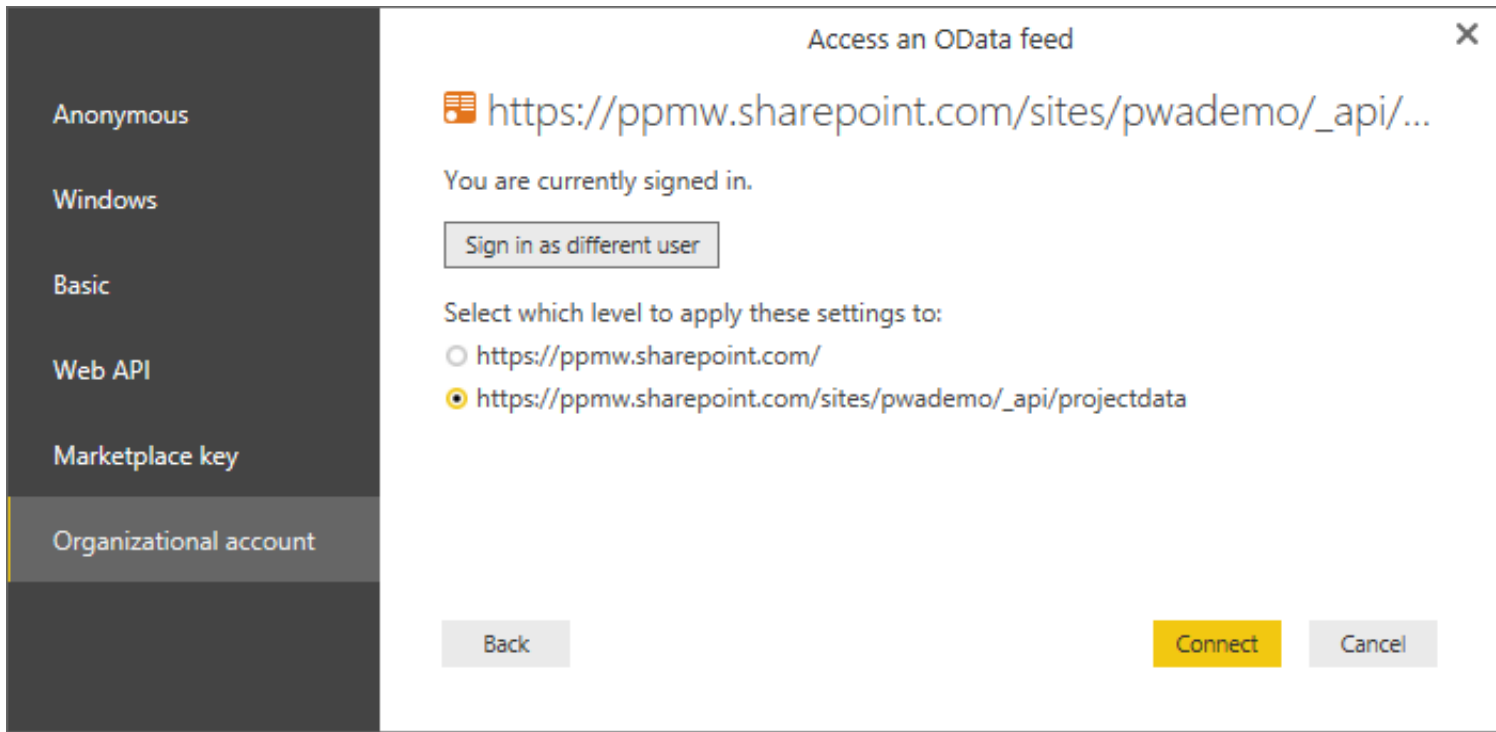 Access an OData feed
Anonymous
Windows
Basic
Web API
Marketplace key
Organizational account
https://ppmw.sharepoint.com/sites/pwademo/_api/...
You are currently signed in.
Sign in as different user
Select which level to apply these settings to:
https://ppmw.sharepoint.com/
https://ppmw.sharepoint.com/sites/pwademo/_api/projectdata
Back
Connect
Cancel